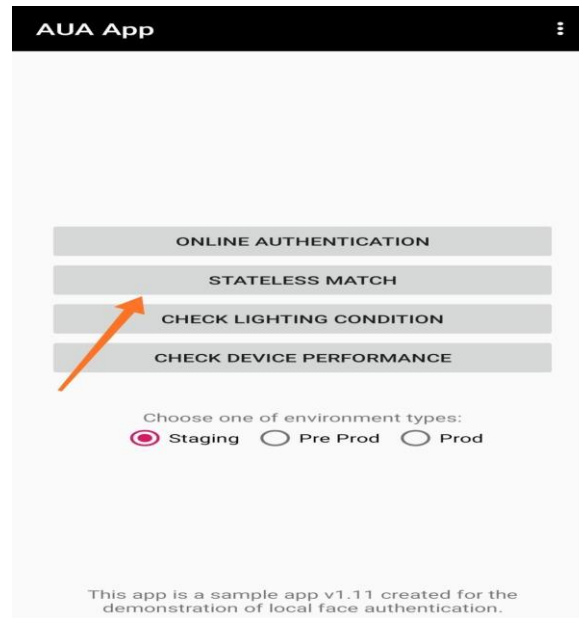 AUA App
ONLINE AUTHENTICATION
STATELESS MATCH
CHECK LIGHTING CONDITION
CHECK DEVICE PERFORMANCE
Choose one of environment types:
Staging Pre Prod Prod
This app is a sample app v1.11 created for the
demonstration of local face authentication.